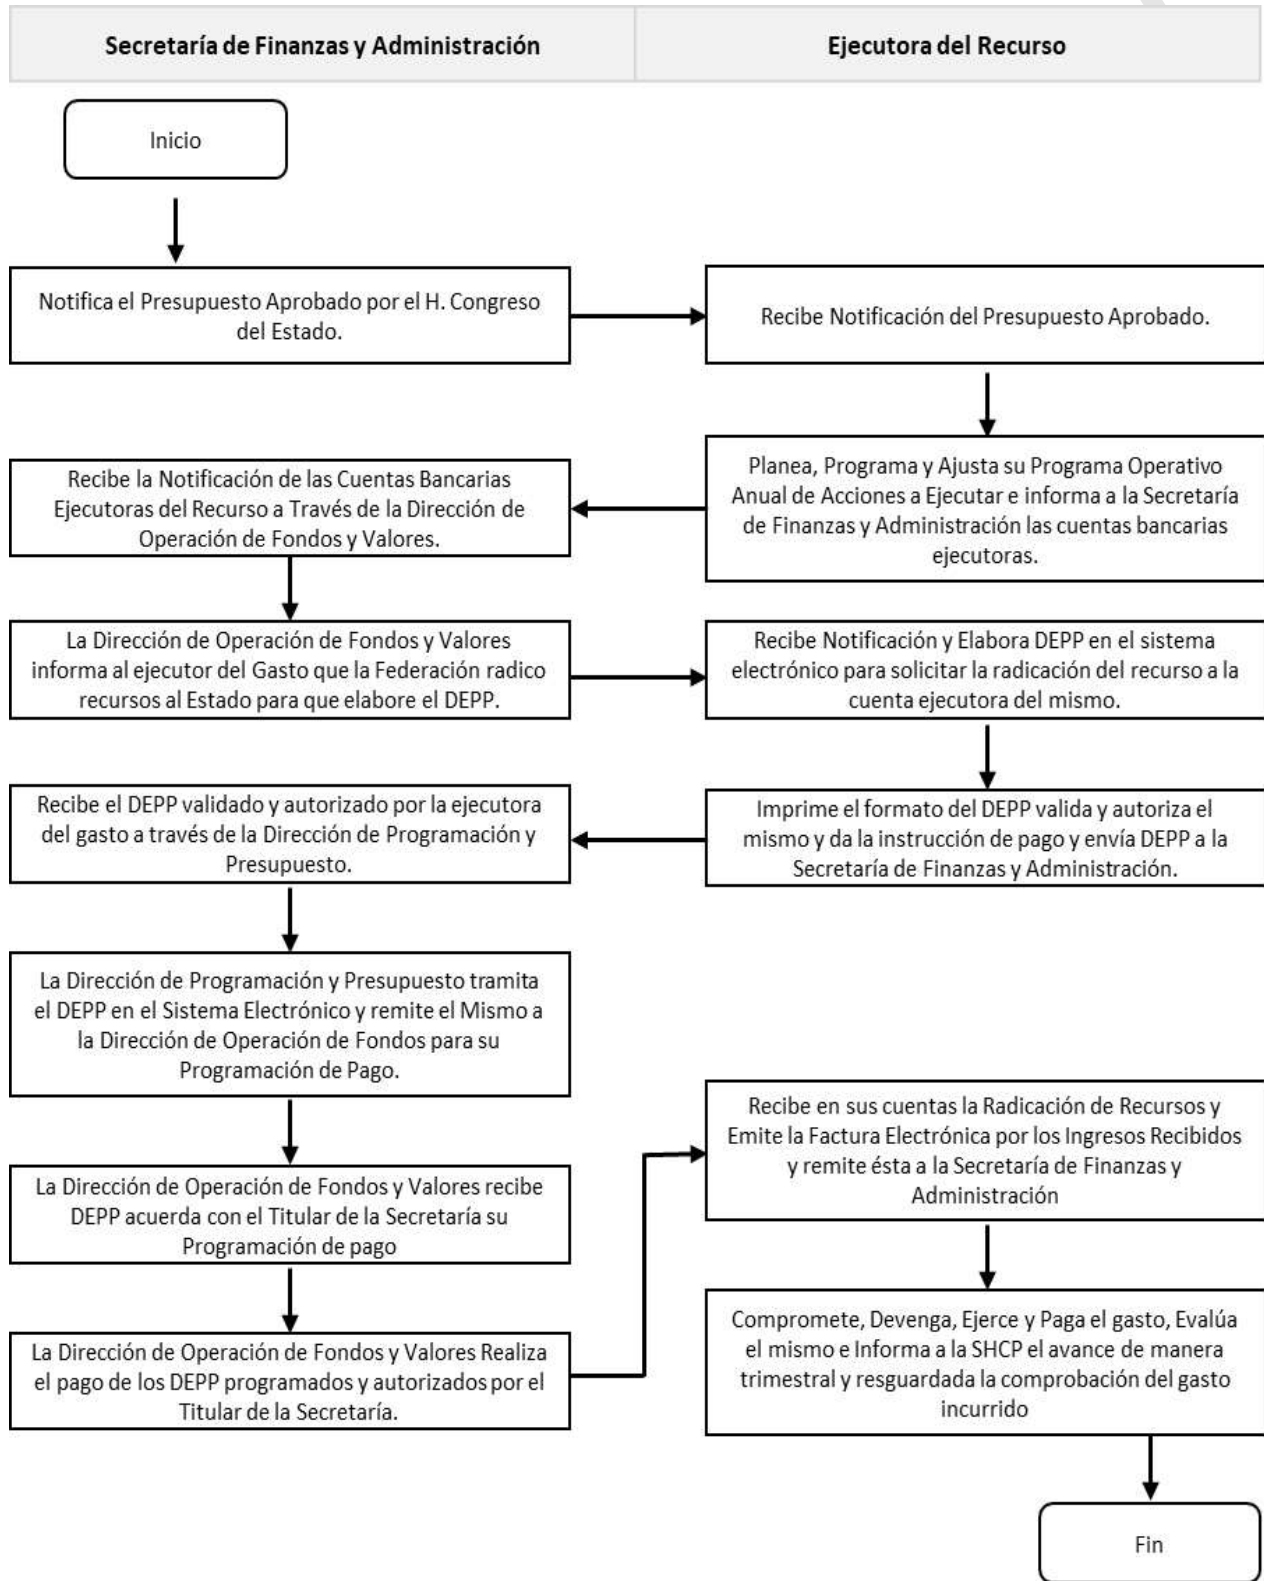 Secretaría de Finanzas y Administración
Ejecutora del Recurso
Inicio
Notifica el Presupuesto Aprobado por el H. Congreso
del Estado.
Recibe Notificación del Presupuesto Aprobado.
Planea, Programa y Ajusta su Programa Operativo
Anual de Acciones a Ejecutar e informa a la Secretaría
de Finanzas y Administración las cuentas bancarias
ejecutoras.
Recibe la Notificación de las Cuentas Bancarias
Ejecutoras del Recurso a Través de la Dirección de
Operación de Fondos y Valores.
La Dirección de Operación de Fondos y Valores
informa al ejecutor del Gasto que la Federación radico
recursos al Estado para que elabore el DEPP.
Recibe Notificación y Elabora DEPP en el sistema
electrónico para solicitar la radicación del recurso a la
cuenta ejecutora del mismo.
Imprime el formato del DEPP valida y autoriza el
mismo y da la instrucción de pago y envía DEPP a la
Secretaría de Finanzas y Administración.
Recibe el DEPP validado y autorizado por la ejecutora
del gasto a través de la Dirección de Programación y
Presupuesto.
La Dirección de Programación y Presupuesto tramita
el DEPP en el Sistema Electrónico y remite el Mismo a
la Dirección de Operación de Fondos para su
Programación de Pago.
La Dirección de Operación de Fondos y Valores recibe
DEPP acuerda con el Titular de la Secretaría su
Programación de pago
La Dirección de Operación de Fondos y Valores Realiza
el pago de los DEPP programados y autorizados por el
Titular de la Secretaría.
Recibe en sus cuentas la Radicación de Recursos y
Emite la Factura Electrónica por los Ingresos Recibidos
y remite ésta a la Secretaría de Finanzas y
Administración
Compromete, Devenga, Ejerce y Paga el gasto, Evalúa
el mismo e Informa a la SHCP el avance de manera
trimestral y resguardada la comprobación del gasto
incurrido
Fin